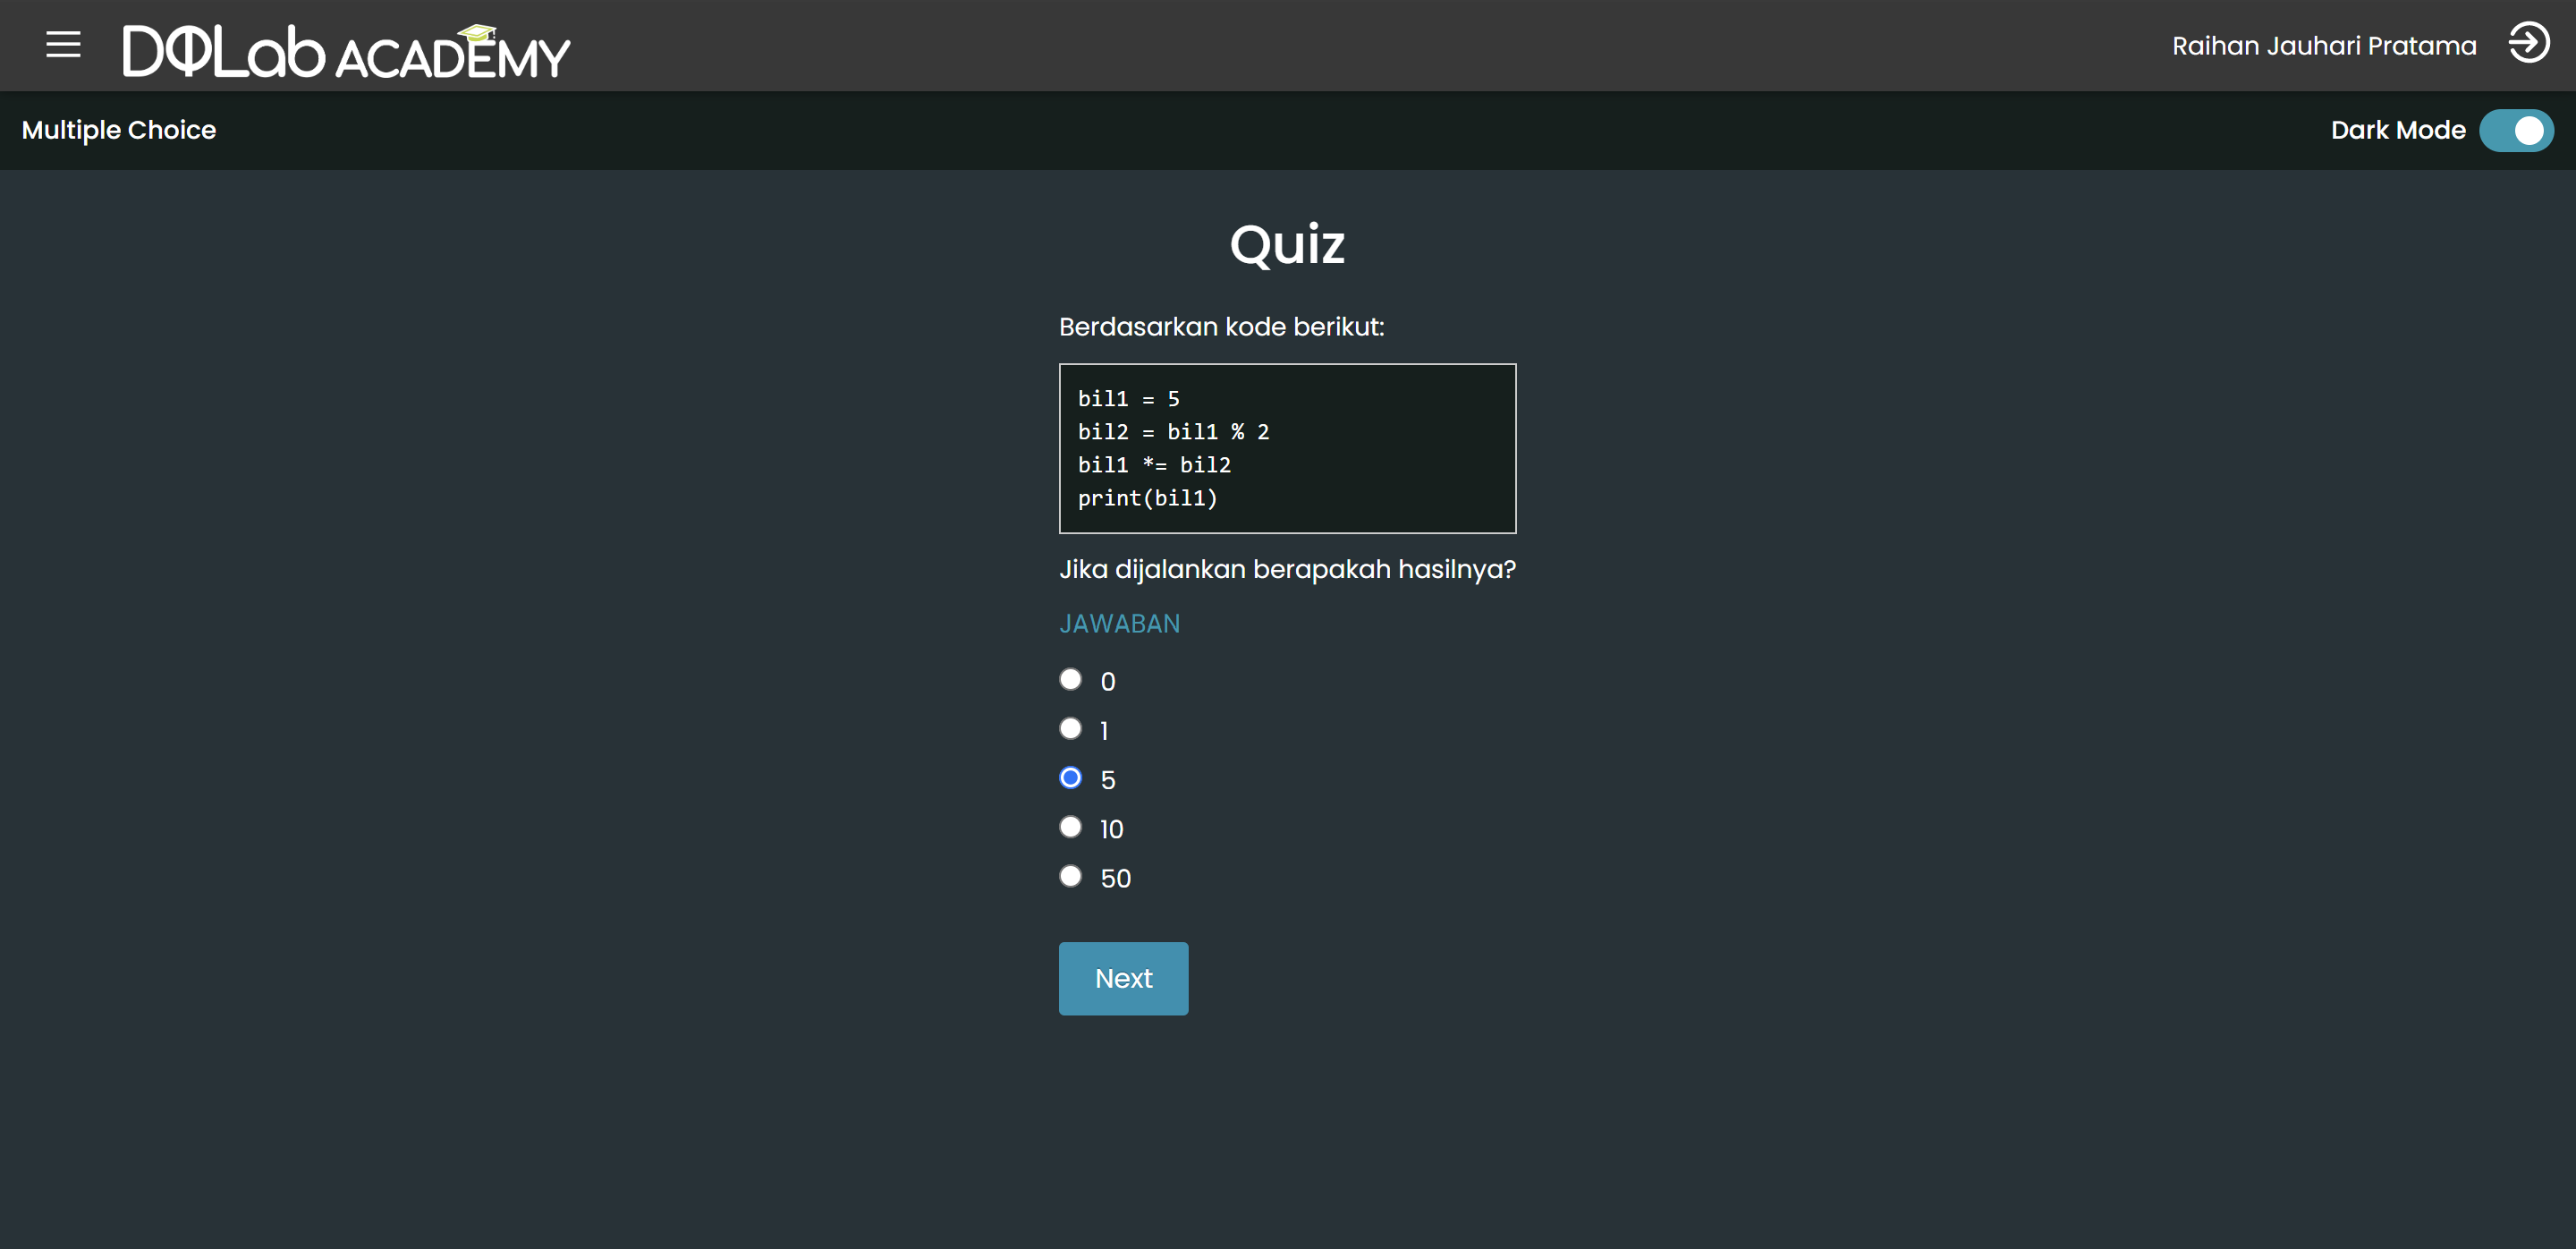 DQLab ACADEMY
Raihan Jauhari Pratama
Multiple Choice
Dark Mode
Quiz
Berdasarkan kode berikut:
bil1 = 5
bil2 = bil1 % 2
bil1 *= bil2
print(bil1)
Jika dijalankan berapakah hasilnya?
JAWABAN
0
1
5
10
50
Next